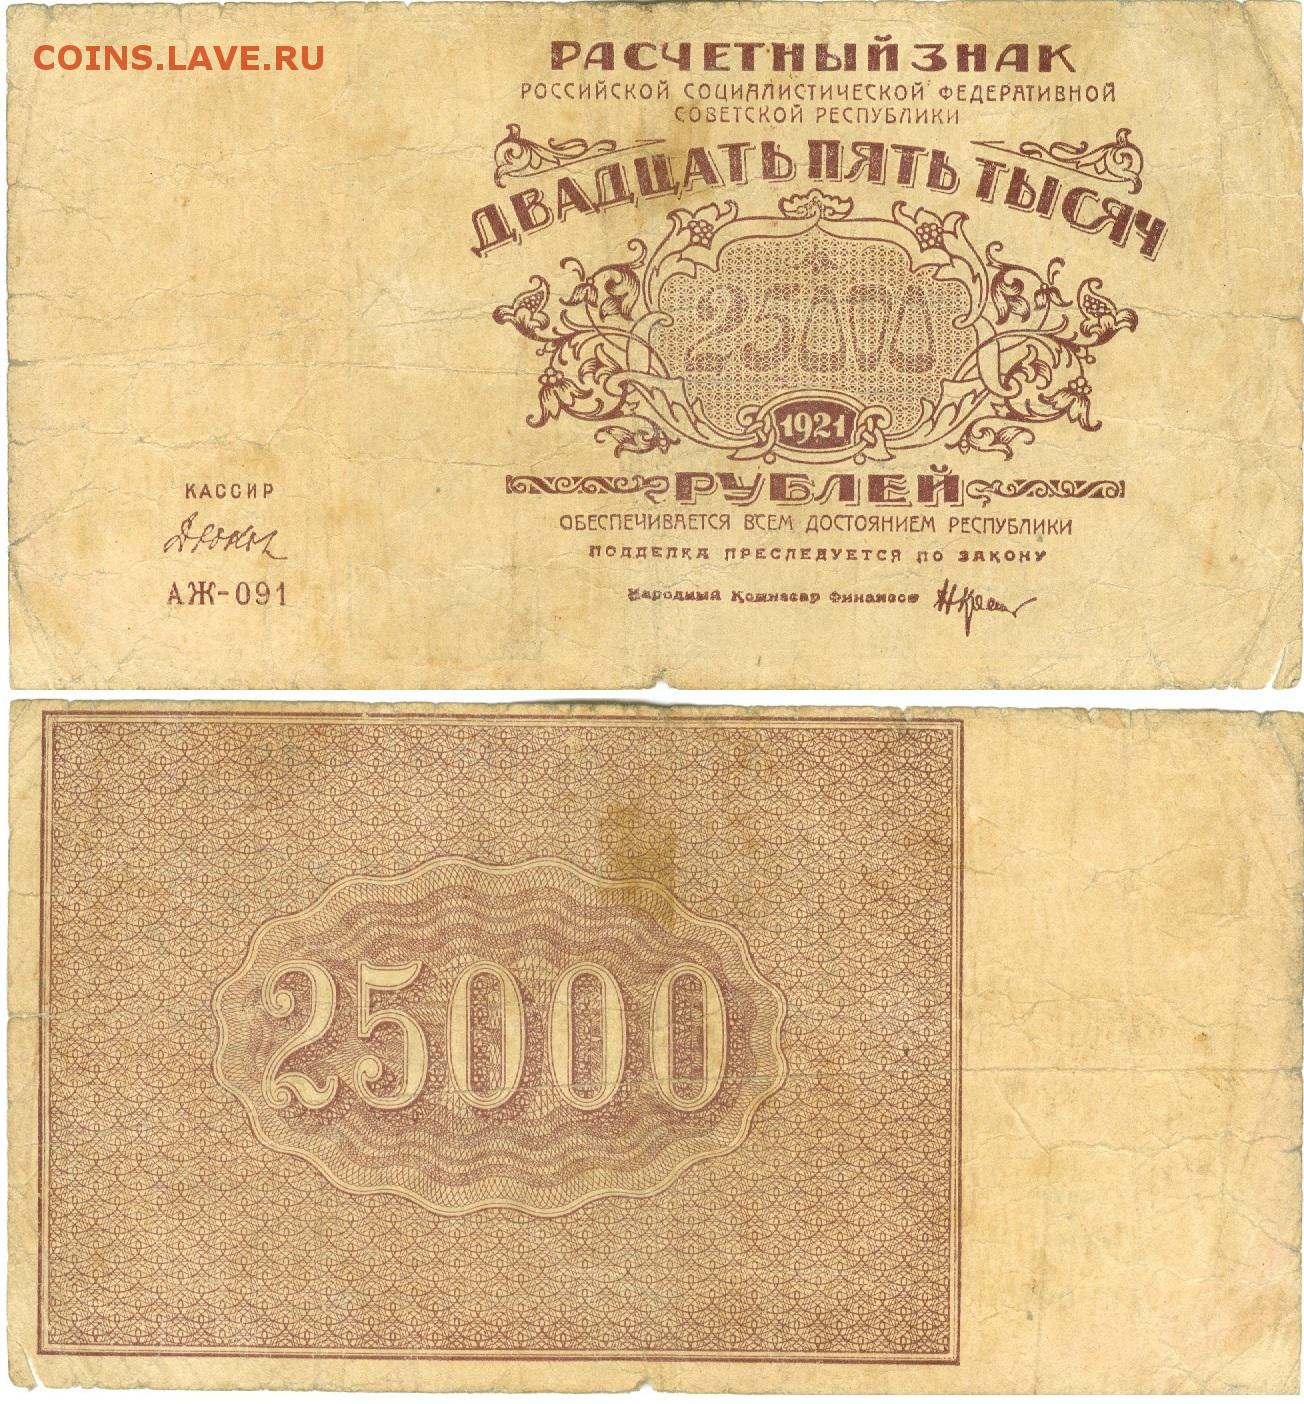 COINS.LAVE.RU
РАСЧЕТНЫЙ ЗНАК
РОССИЙСКОЙ СОЦИАЛИСТИЧЕСКОЙ ФЕДЕРАТИВНОЙ
СОВЕТСКОЙ РЕСПУБЛИКИ
ДВАДЦАТЬ ПЯТЬ ТЫСЯЧ
25000
1921
РУБЛЕЙ
ОБЕСПЕЧИВАЕТСЯ ВСЕМ ДОСТОЯНИЕМ РЕСПУБЛИКИ
ПОДДЕЛКА ПРЕСЛЕДУЕТСЯ ПО ЗАКОНУ
Народный Комиссар Финансов
КАССИР
АЖ-091
25000